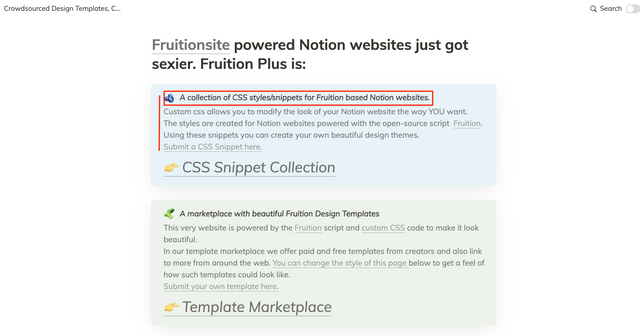 Crowdsourced Design Templates, C...
Search
Fruitionsite powered Notion websites just got
sexier. Fruition Plus is:
A collection of CSS styles/snippets for Fruition based Notion websites.
Custom css allows you to modify the look of your Notion website the way YOU want.
The styles are created for Notion websites powered with the open-source script Fruition.
Using these snippets you can create your own beautiful design themes.
Submit a CSS Snippet here.
👉 CSS Snippet Collection
A marketplace with beautiful Fruition Design Templates
This very website is powered by the Fruition script and custom CSS code to make it look
beautiful.
In our template marketplace we offer paid and free templates from creators and also link
to more from around the web. You can change the style of this page below to get a feel of
how such templates could look like.
Submit your own template here.
👉 Template Marketplace